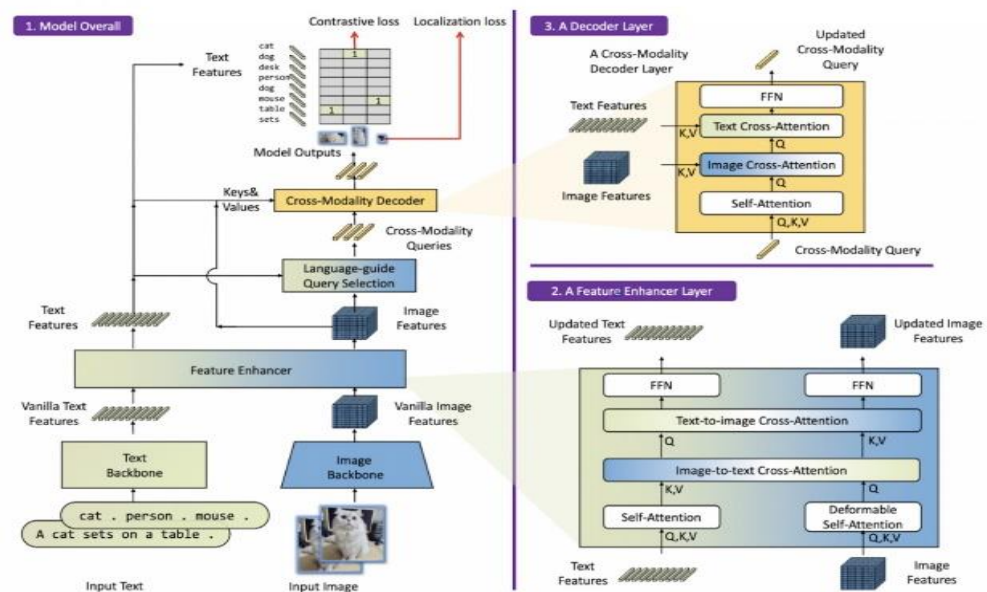 1. Model Overall
Contrastive loss
Localization loss
Text
Features
cat
dog
desk
person
dog
mouse
table
sets
1
1
1
Model Outputs
Keys&
Values
Cross-Modality Decoder
Cross-Modality
Queries
Language-guide
Query Selection
Text
Features
Image
Features
Feature Enhancer
Vanilla Text
Features
Vanilla Image
Features
Text
Backbone
Image
Backbone
cat . person . mouse .
A cat sets on a table .
Input Text
Input Image
3. A Decoder Layer
Updated
Cross-Modality
Query
A Cross-Modality
Decoder Layer
FFN
Text Features
Text Cross-Attention
K,V
Q
Image Cross-Attention
K,V
Image Features
Q
Self-Attention
Q,K,V
Cross-Modality Query
2. A Feature Enhancer Layer
Updated Text
Features
Updated Image
Features
FFN
FFN
Text-to-image Cross-Attention
Q
K,V
Image-to-text Cross-Attention
K,V
Q
Self-Attention
Deformable
Self-Attention
Q,K,V
Q,K,V
Text
Features
Image
Features